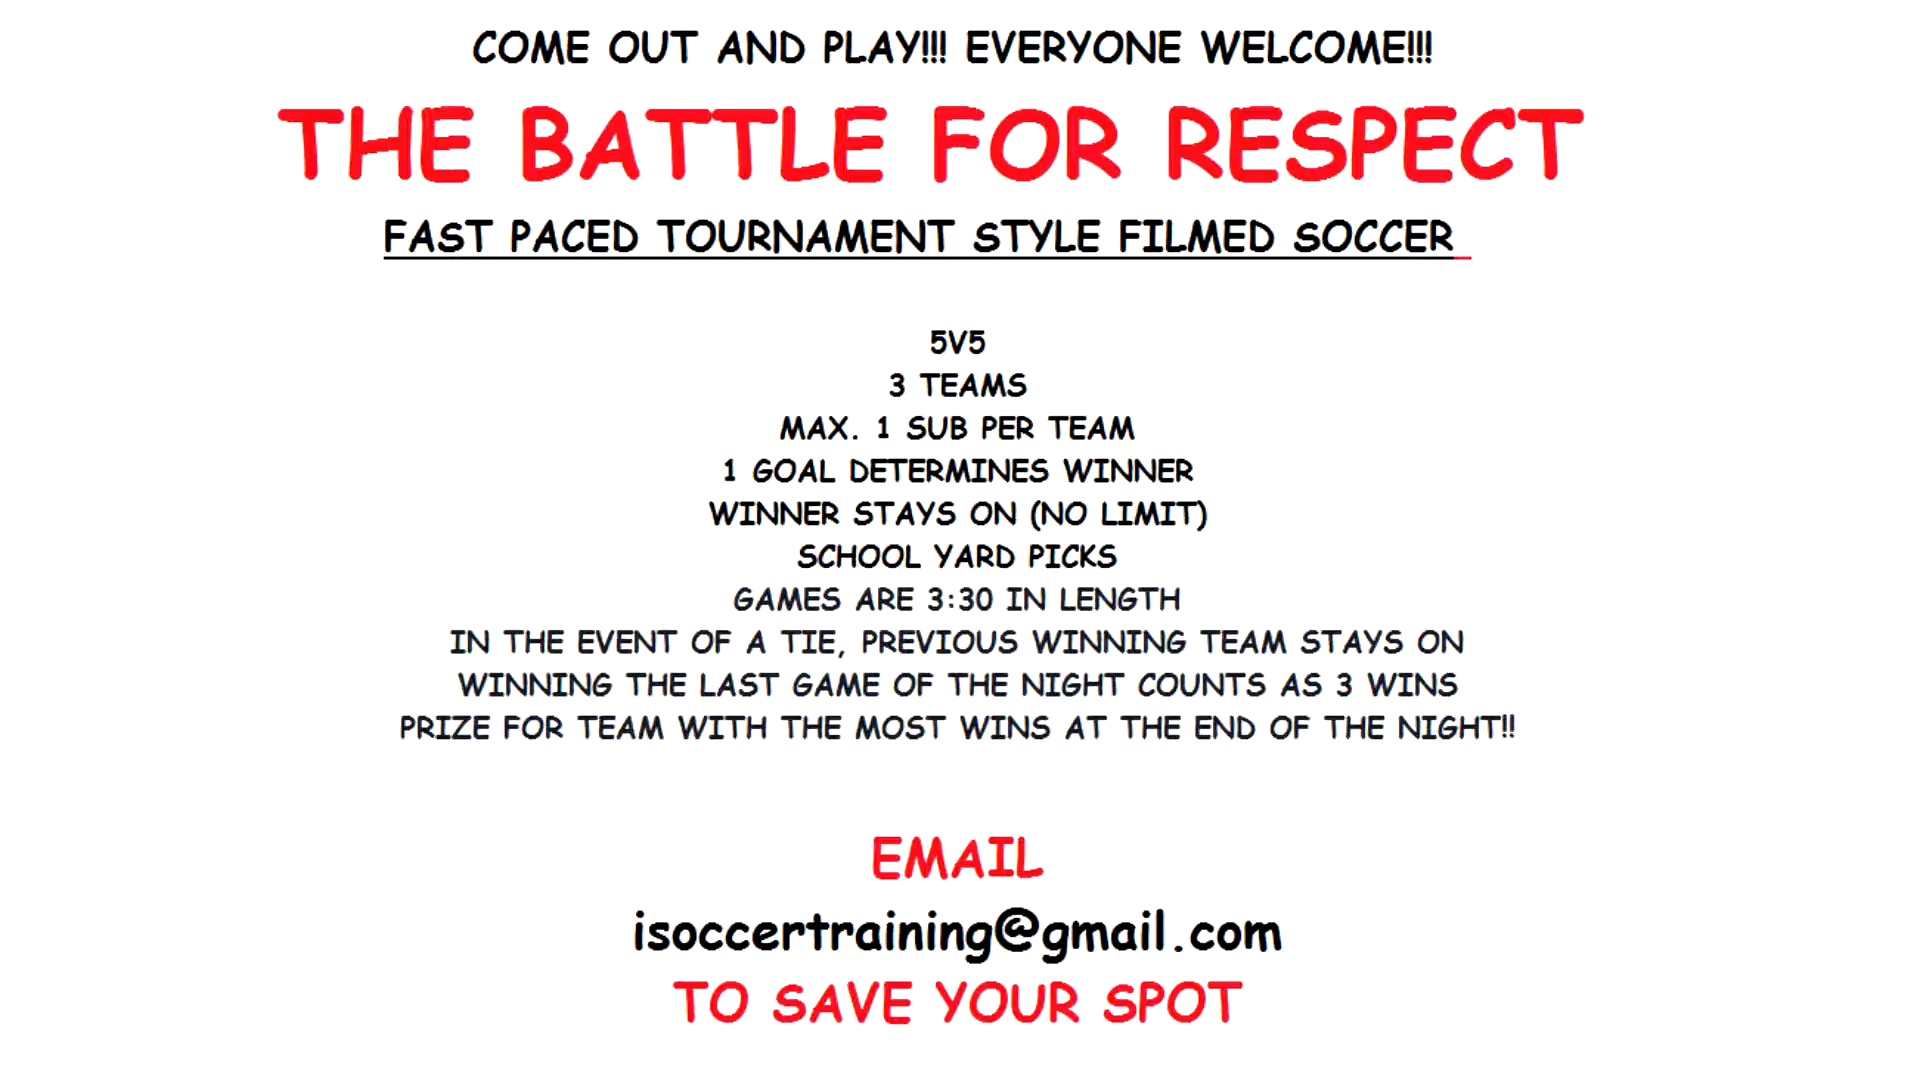 COME OUT AND PLAY!!! EVERYONE WELCOME!!!
THE BATTLE FOR RESPECT
FAST PACED TOURNAMENT STYLE FILMED SOCCER
5V5
3 TEAMS
MAX. 1 SUB PER TEAM
1 GOAL DETERMINES WINNER
WINNER STAYS ON (NO LIMIT)
SCHOOL YARD PICKS
GAMES ARE 3:30 IN LENGTH
IN THE EVENT OF A TIE, PREVIOUS WINNING TEAM STAYS ON
WINNING THE LAST GAME OF THE NIGHT COUNTS AS 3 WINS
PRIZE FOR TEAM WITH THE MOST WINS AT THE END OF THE NIGHT!!
EMAIL
isoccertraining@gmail.com
TO SAVE YOUR SPOT